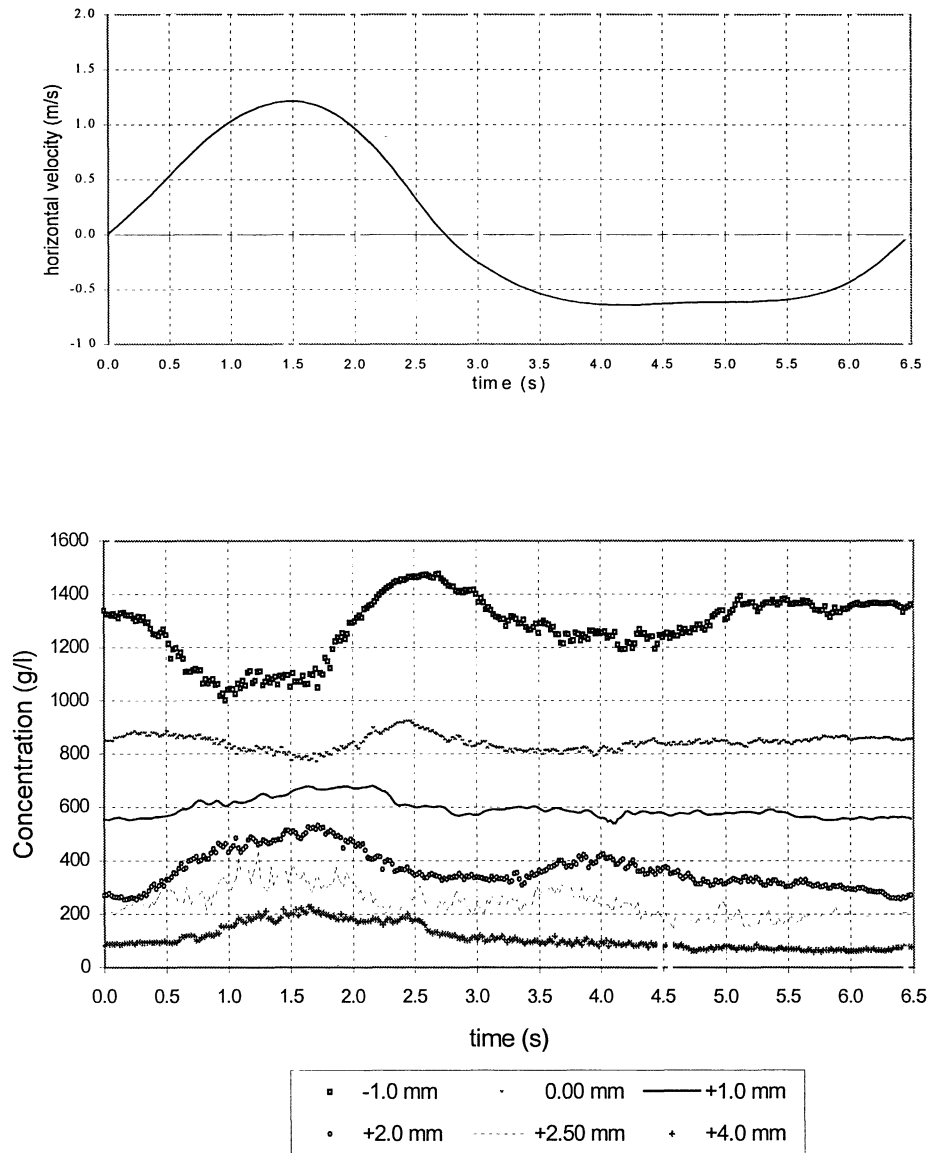 2.0
1.5
1.0
0.5
0.0
-0.5
-1 0
horizontal velocity (m/s)
0.0 0.5 1.0 1.5 2.0 2.5 3.0 3.5 4.0 4.5 5.0 5.5 6.0 6.5
time (s)
1600
1400
1200
1000
800
600
400
200
0
Concentration (g/l)
0.0 0.5 1.0 1.5 2.0 2.5 3.0 3.5 4.0 4.5 5.0 5.5 6.0 6.5
time (s)
-1.0 mm 0.00 mm +1.0 mm
+2.0 mm +2.50 mm +4.0 mm